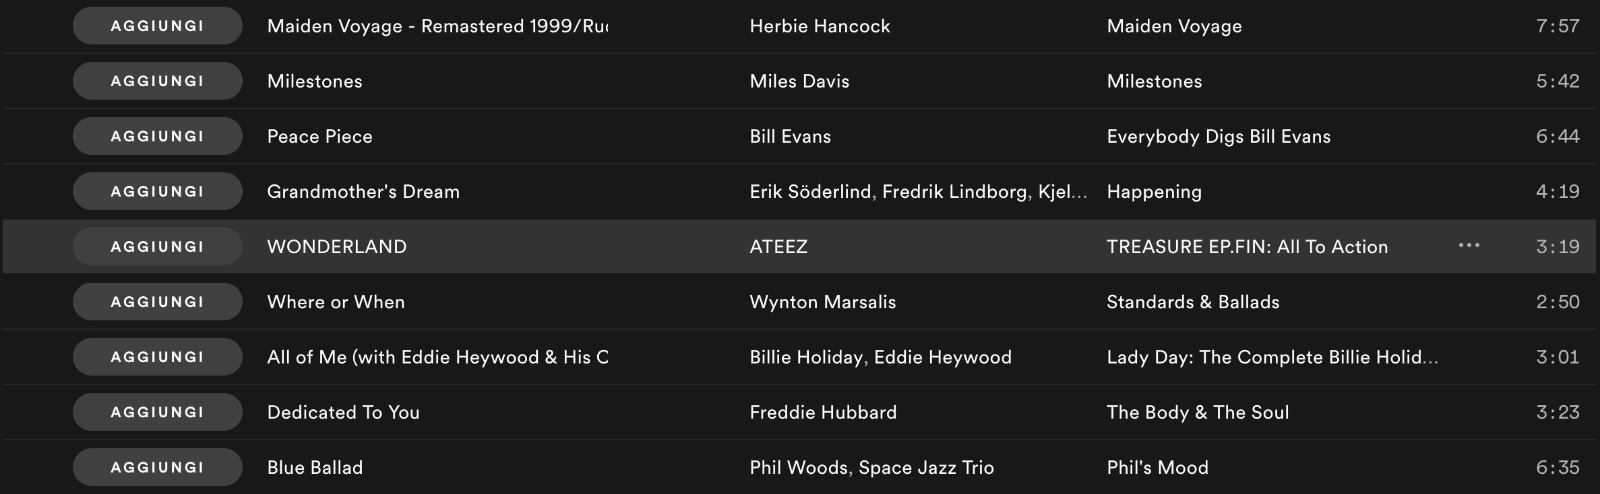 AGGIUNGI Maiden Voyage - Remastered 1999/Ru Herbie Hancock Maiden Voyage 7:57
AGGIUNGI Milestones Miles Davis Milestones 5:42
AGGIUNGI Peace Piece Bill Evans Everybody Digs Bill Evans 6:44
AGGIUNGI Grandmother's Dream Erik Söderlind, Fredrik Lindborg, Kjel... Happening 4:19
AGGIUNGI WONDERLAND ATEEZ TREASURE EP.FIN: All To Action ... 3:19
AGGIUNGI Where or When Wynton Marsalis Standards & Ballads 2:50
AGGIUNGI All of Me (with Eddie Heywood & His Billie Holiday, Eddie Heywood Lady Day: The Complete Billie Holid... 3:01
AGGIUNGI Dedicated To You Freddie Hubbard The Body & The Soul 3:23
AGGIUNGI Blue Ballad Phil Woods, Space Jazz Trio Phil's Mood 6:35